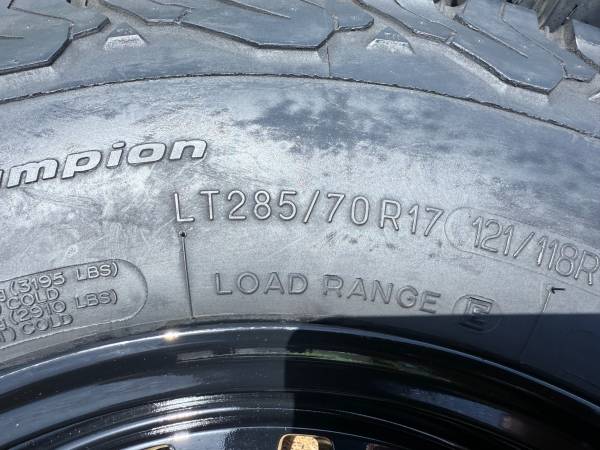 mpion
LT285/70R17 121/118R
LOAD RANGE E
(3195 LBS)
COLD
(2910 LBS)
COLD